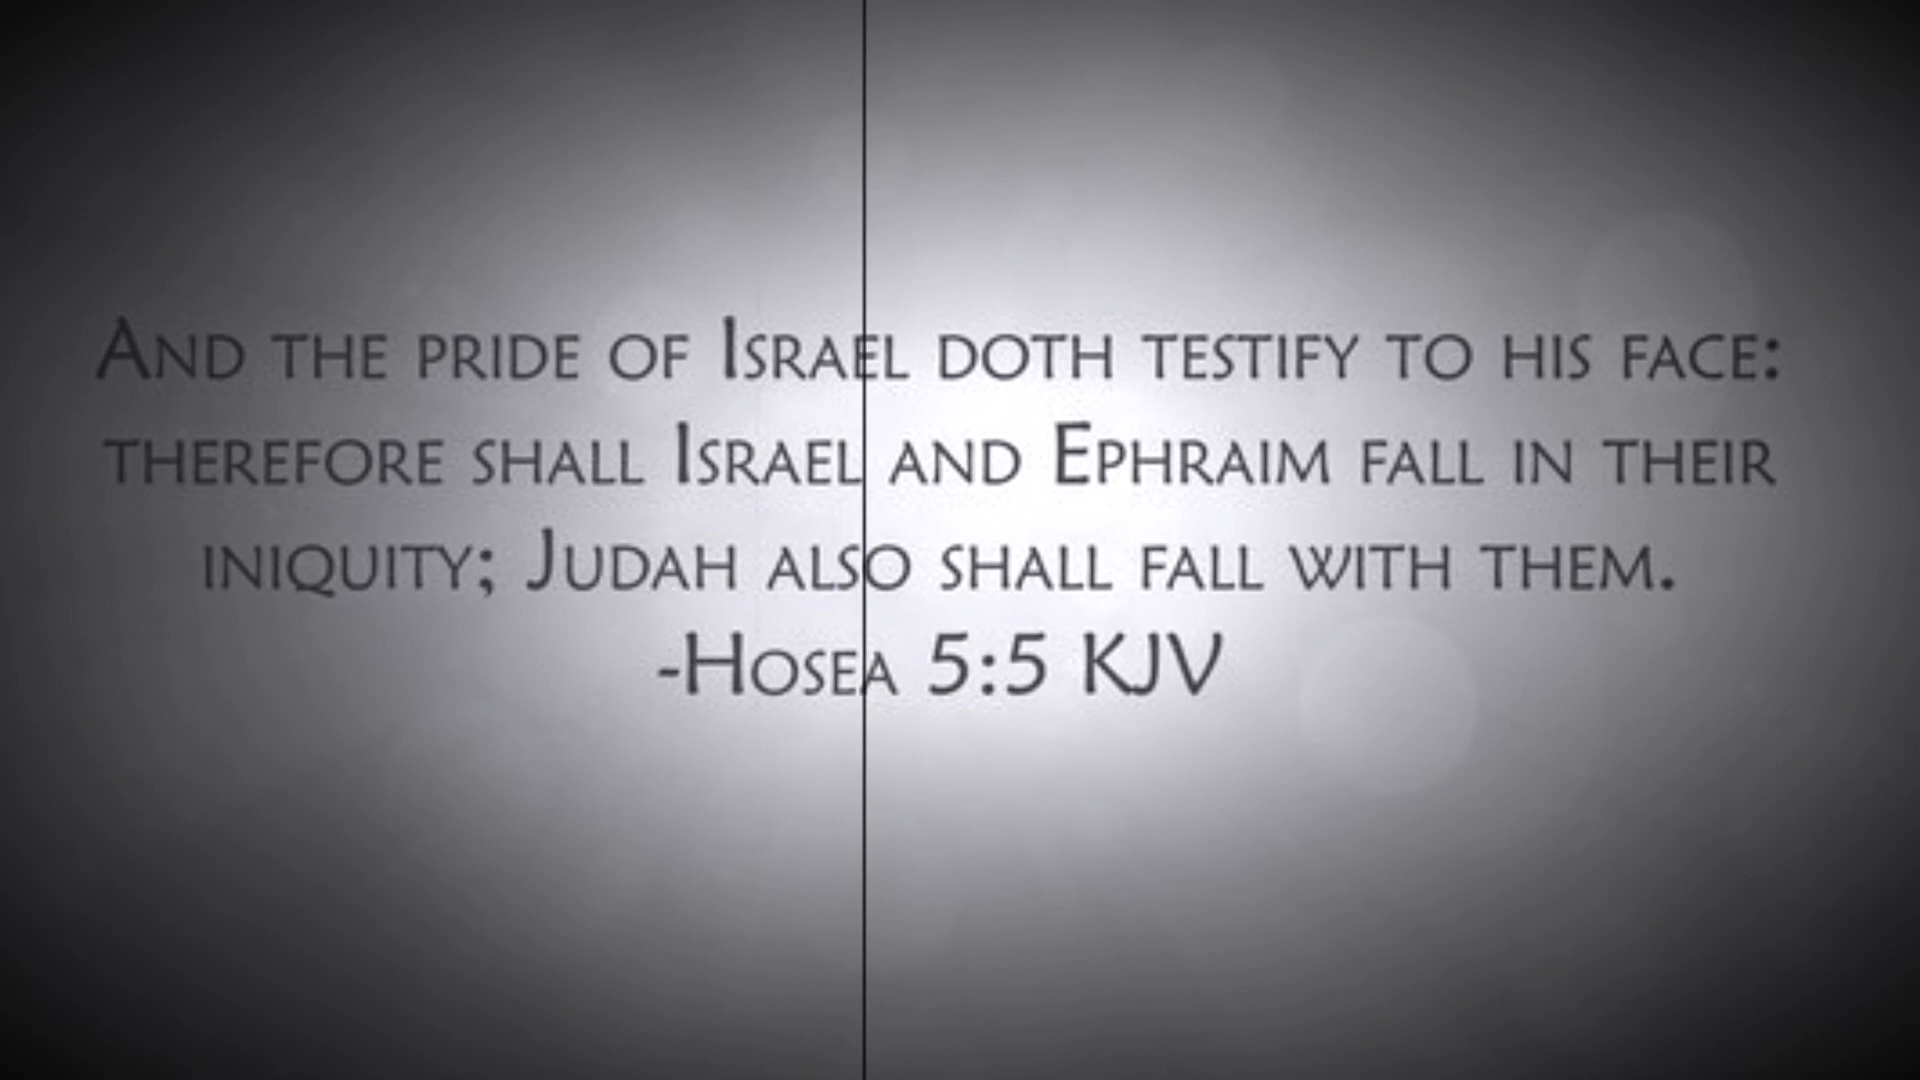 And the pride of Israel doth testify to his face:
therefore shall Israel and Ephraim fall in their
iniquity; Judah also shall fall with them.
-Hosea 5:5 KJV